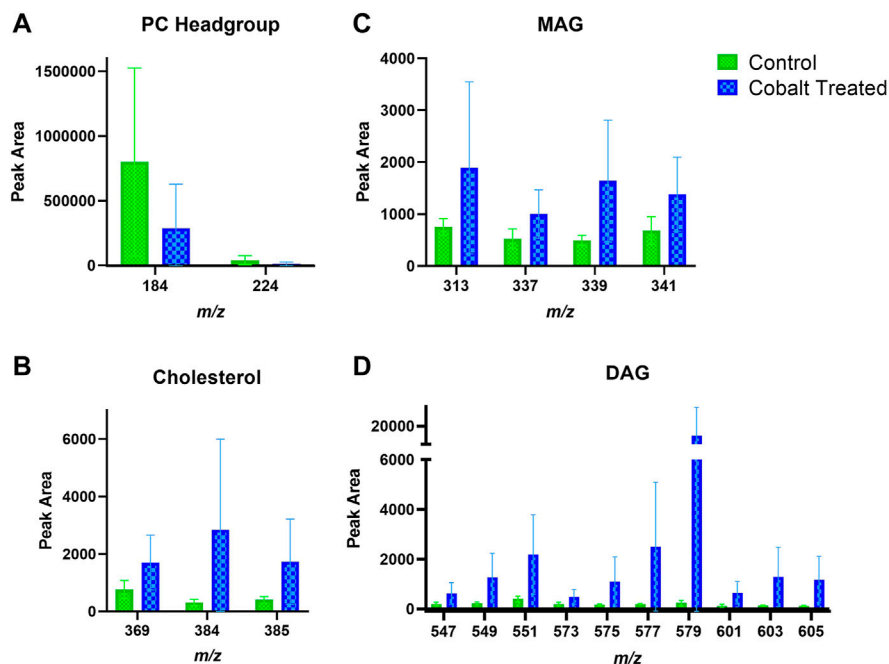 A
PC Headgroup
Peak Area
1500000
1000000
500000
0
184
224
m/z
C
MAG
Peak Area
4000
3000
2000
1000
0
313
337
339
341
m/z
Control
Cobalt Treated
B
Cholesterol
Peak Area
6000
4000
2000
0
369
384
385
m/z
D
DAG
Peak Area
20000
6000
4000
2000
0
547
549
551
573
575
577
579
601
603
605
m/z